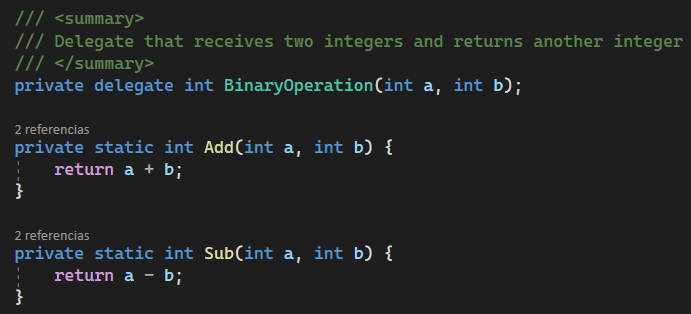 /// <summary>
/// Delegate that receives two integers and returns another integer
/// </summary>
private delegate int BinaryOperation(int a, int b);
2 referencias
private static int Add(int a, int b) {
    return a + b;
}
2 referencias
private static int Sub(int a, int b) {
    return a - b;
}